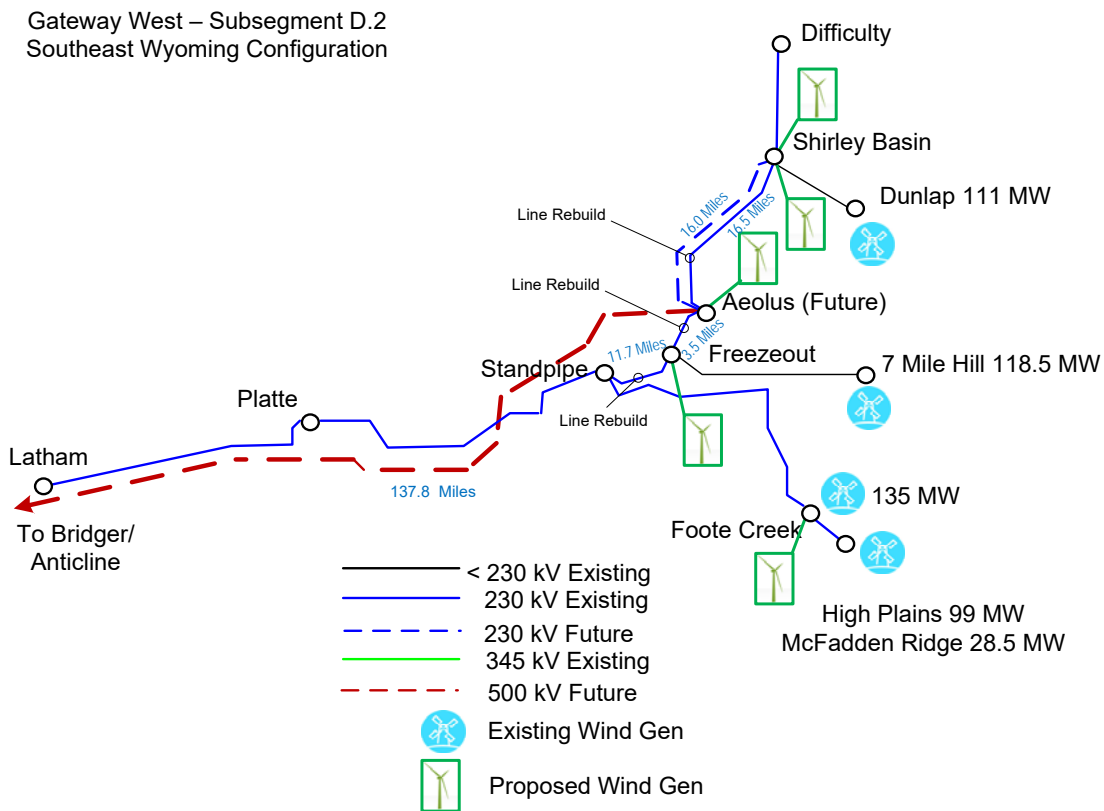 Gateway West – Subsegment D.2
Southeast Wyoming Configuration
Difficulty
Shirley Basin
Dunlap 111 MW
Line Rebuild
16.0 Miles
16.5 Miles
Line Rebuild
Aeolus (Future)
3.5 Miles
11.7 Miles
Freezeout
7 Mile Hill 118.5 MW
Standpipe
Line Rebuild
Platte
Latham
137.8 Miles
To Bridger/
Anticline
135 MW
Foote Creek
High Plains 99 MW
McFadden Ridge 28.5 MW
< 230 kV Existing
230 kV Existing
230 kV Future
345 kV Existing
500 kV Future
Existing Wind Gen
Proposed Wind Gen